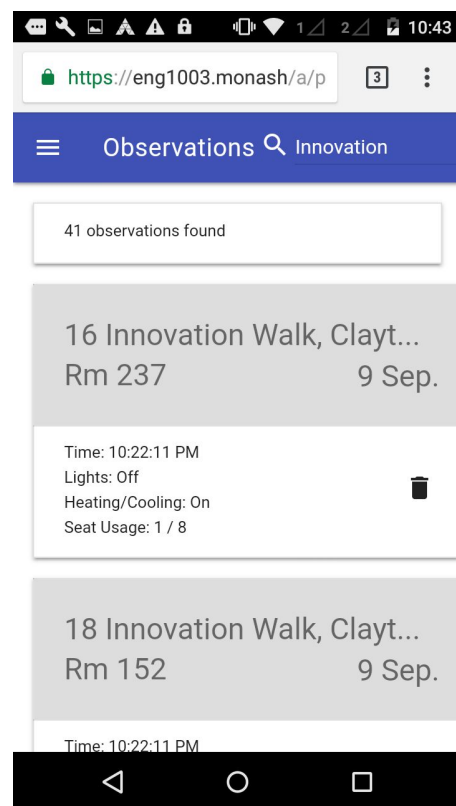 1 2 10:43
https://eng1003.monash/a/p 3
Observations Innovation
41 observations found
16 Innovation Walk, Clayt...
Rm 237 9 Sep.
Time: 10:22:11 PM
Lights: Off
Heating/Cooling: On
Seat Usage: 1 / 8
18 Innovation Walk, Clayt...
Rm 152 9 Sep.
Time: 10:22:11 PM